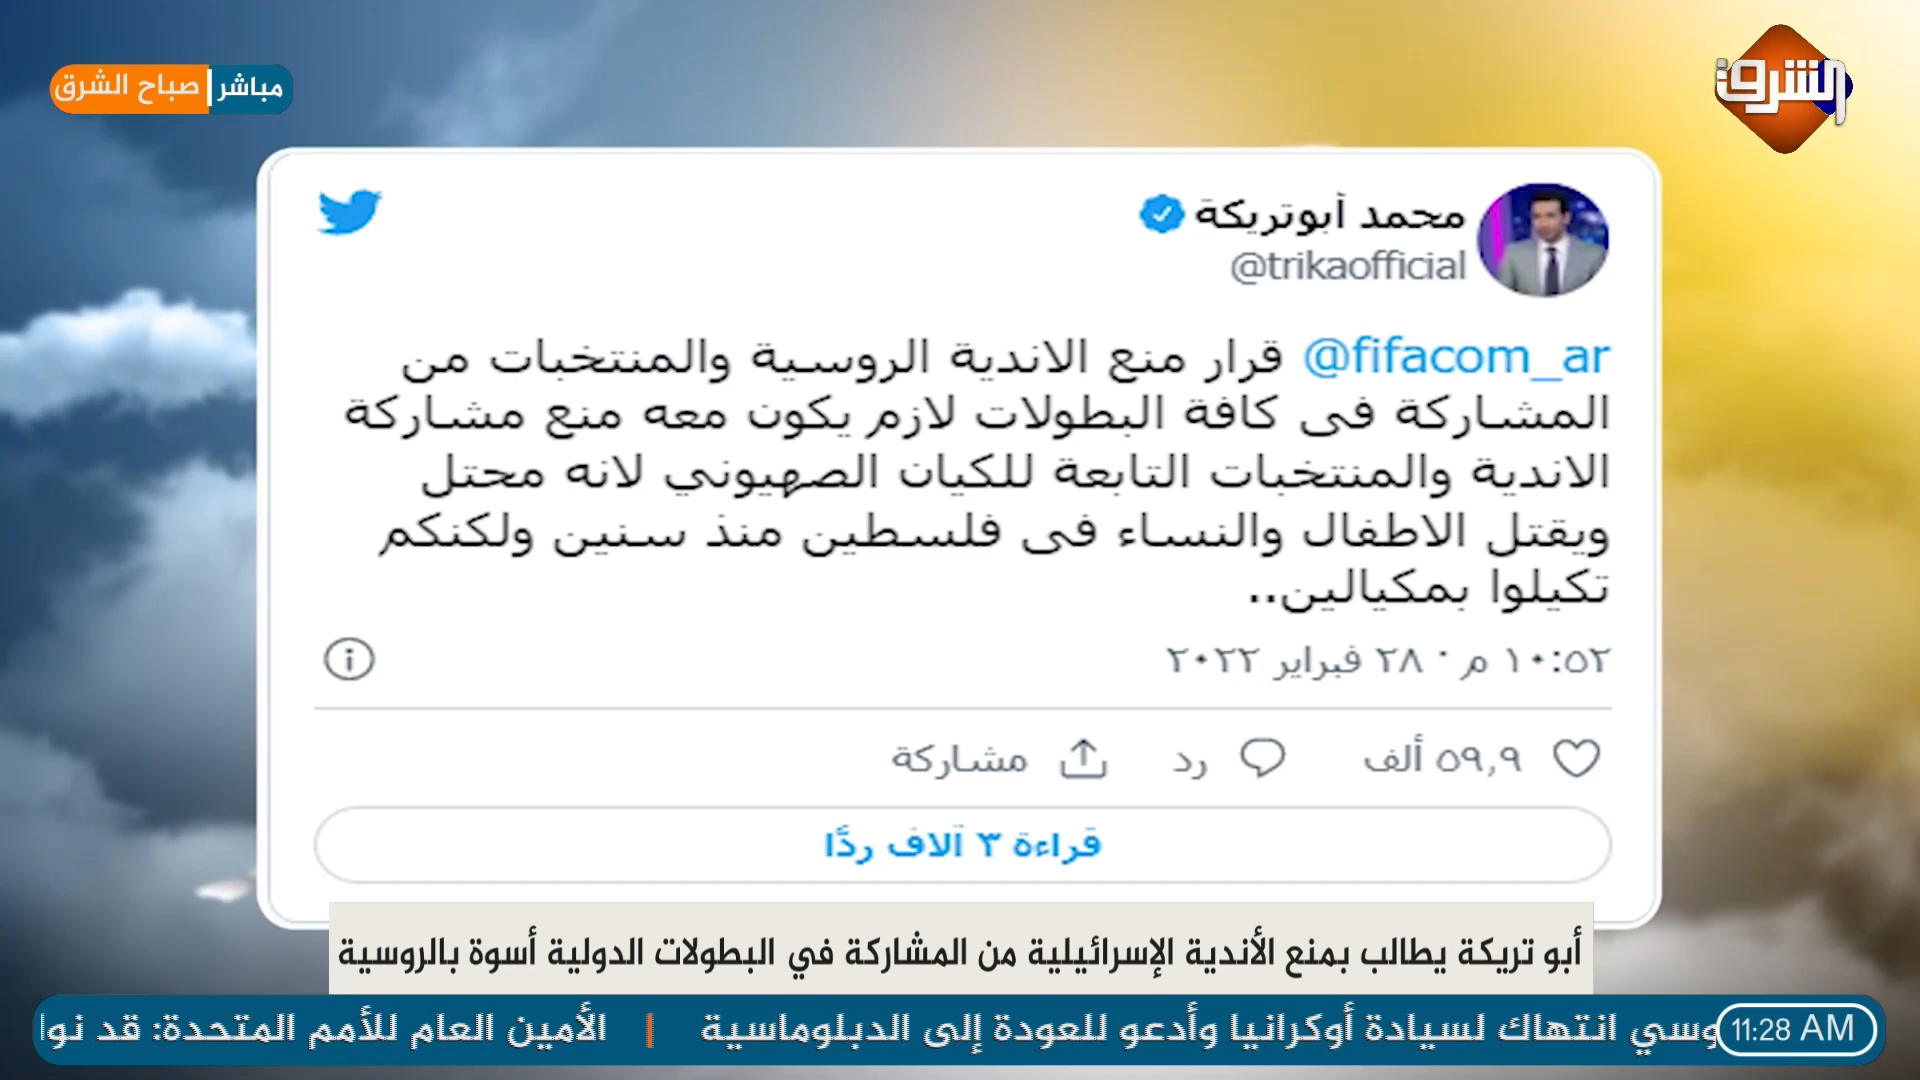 مباشر
صباح الشرق
الشرق
محمد أبوتريكة
@trikaofficial
@fifacom_ar قرار منع الاندية الروسية والمنتخبات من
المشاركة فى كافة البطولات لازم يكون معه منع مشاركة
الاندية والمنتخبات التابعة للكيان الصهيوني لانه محتل
ويقتل الاطفال والنساء فى فلسطين منذ سنين ولكنكم
تكيلوا بمكيالين..
١٠:٥٢ م · ٢٨ فبراير ٢٠٢٢
٥٩,٩ ألف
رد
مشاركة
قراءة ٣ آلاف ردًّا
أبو تريكة يطالب بمنع الأندية الإسرائيلية من المشاركة في البطولات الدولية أسوة بالروسية
11:28 AM
وسي انتهاك لسيادة أوكرانيا وأدعو للعودة إلى الدبلوماسية | الأمين العام للأمم المتحدة: قد نوا